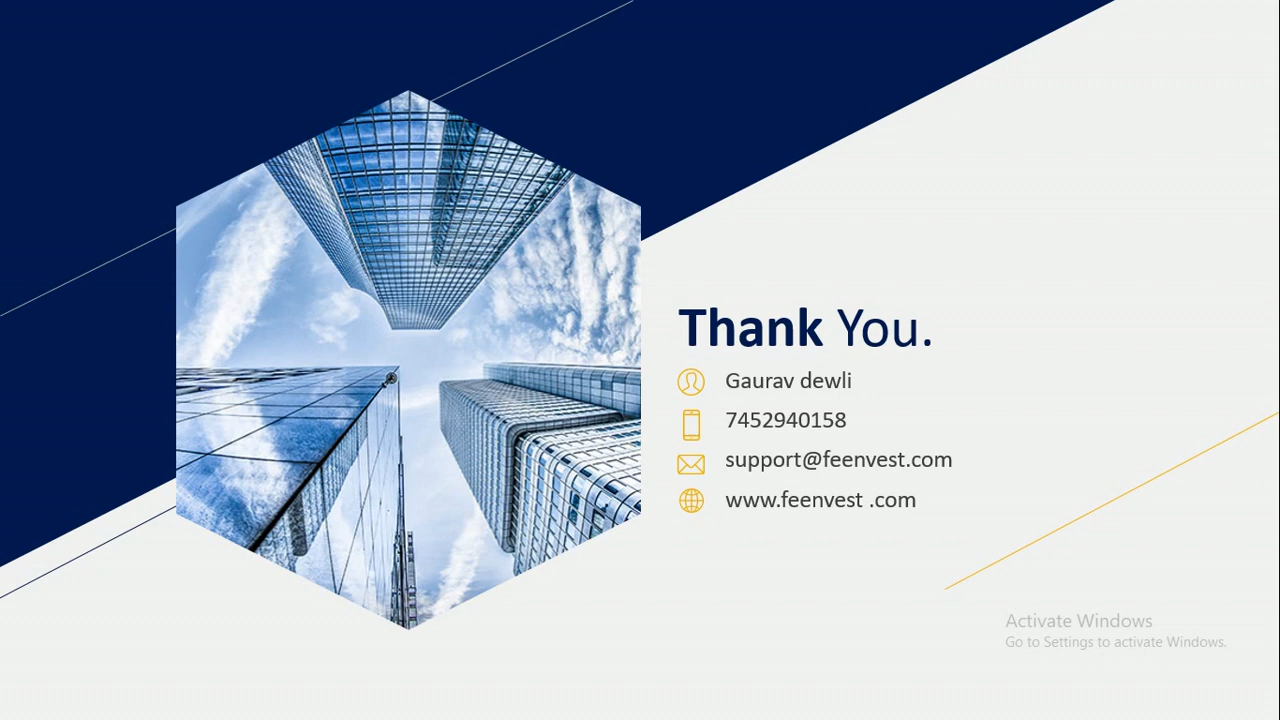 Thank You.
Gaurav dewli
7452940158
support@feenvest.com
www.feenvest .com
Activate Windows
Go to Settings to activate Windows.